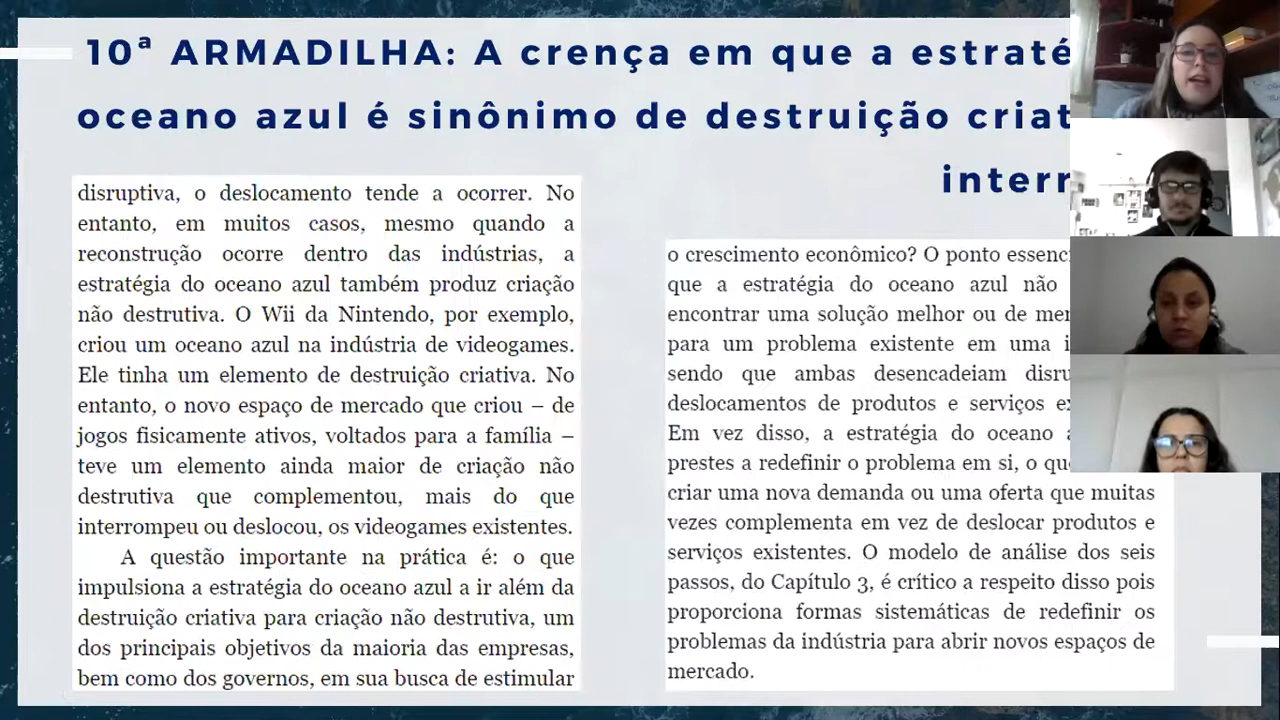 10ª ARMADILHA: A crença em que a
oceano azul é sinônimo de destruição
disruptiva, o deslocamento tende a ocorrer. No
entanto, em muitos casos, mesmo quando a
reconstrução ocorre dentro das indústrias, a
estratégia do oceano azul também produz criação
não destrutiva. O Wii da Nintendo, por exemplo,
criou um oceano azul na indústria de videogames.
Ele tinha um elemento de destruição criativa. No
entanto, o novo espaço de mercado que criou – de
jogos fisicamente ativos, voltados para a família –
teve um elemento ainda maior de criação não
destrutiva que complementou, mais do que
interrompeu ou deslocou, os videogames existentes.
A questão importante na prática é: o que
impulsiona a estratégia do oceano azul a ir além da
destruição criativa para criação não destrutiva, um
dos principais objetivos da maioria das empresas,
bem como dos governos, em sua busca de estimular
o crescimento econômico? O ponto
que a estratégia do oceano azul não
encontrar uma solução melhor ou de
para um problema existente em uma
sendo que ambas desencadeiam
deslocamentos de produtos e serviços
Em vez disso, a estratégia do oceano
prestes a redefinir o problema em si, o
criar uma nova demanda ou uma oferta que muitas
vezes complementa em vez de deslocar produtos e
serviços existentes. O modelo de análise dos seis
passos, do Capítulo 3, é crítico a respeito disso pois
proporciona formas sistemáticas de redefinir os
problemas da indústria para abrir novos espaços de
mercado.